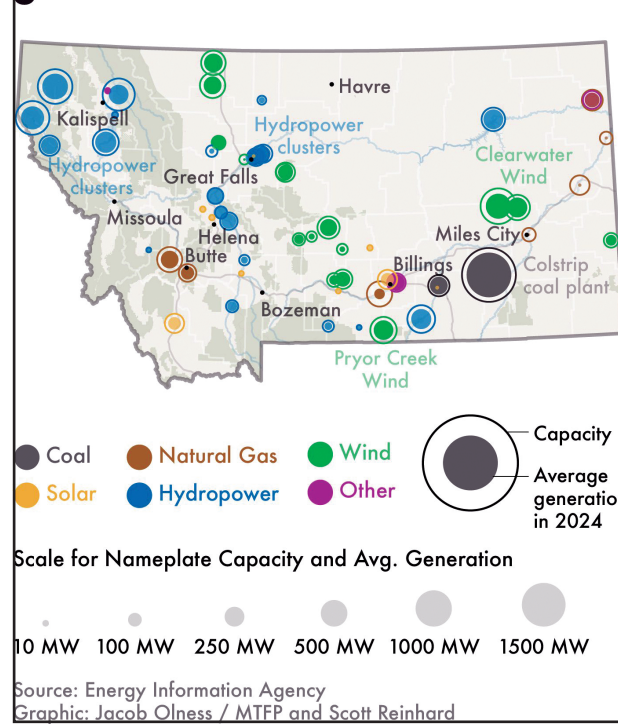 Havre
Kalispell
Hydropower
clusters
Clearwater
Wind
Hydropower
clusters
Great Falls
Missoula
Helena
Miles City
Butte
Billings
Colstrip
coal plant
Bozeman
Pryor Creek
Wind
Coal
Natural Gas
Wind
Solar
Hydropower
Other
Capacity
Average
generatio
in 2024
Scale for Nameplate Capacity and Avg. Generation
10 MW 100 MW 250 MW 500 MW 1000 MW 1500 MW
Source: Energy Information Agency
Graphic: Jacob Olness / MTFP and Scott Reinhard